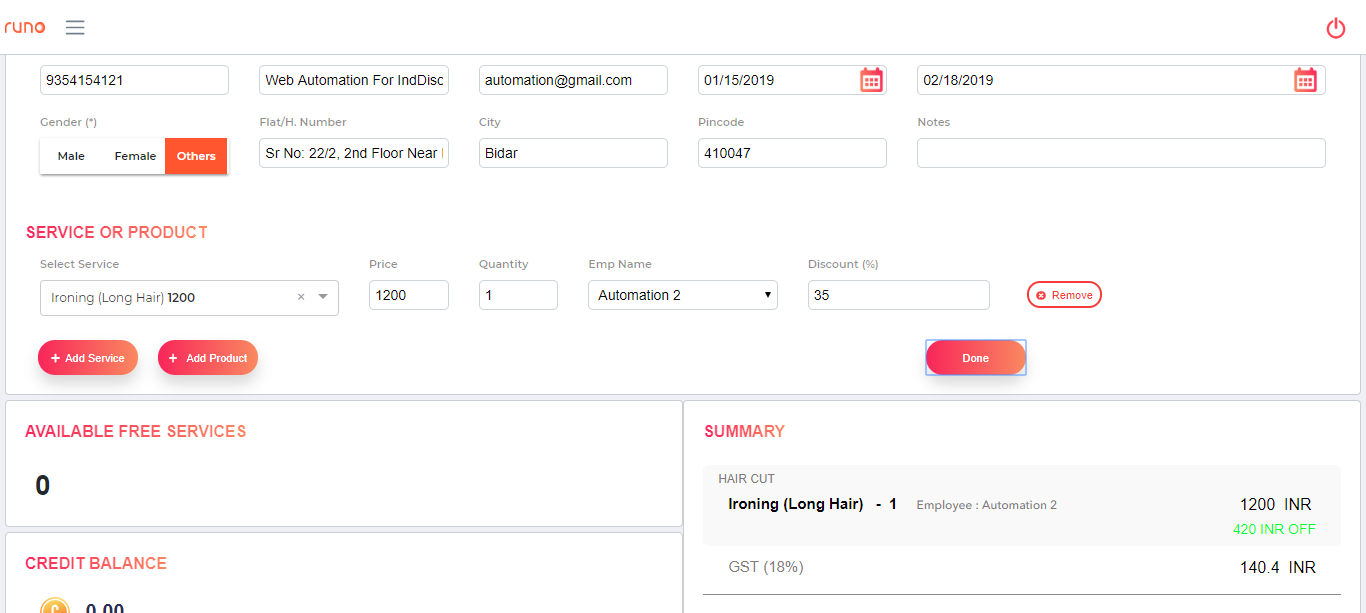 runo
9354154121
Web Automation For IndDisc
automation@gmail.com
01/15/2019
02/18/2019
Gender (*)
Flat/H. Number
City
Pincode
Notes
Male
Female
Others
Sr No: 22/2, 2nd Floor Near
Bidar
410047
SERVICE OR PRODUCT
Select Service
Price
Quantity
Emp Name
Discount (%)
Ironing (Long Hair) 1200
×
1200
1
Automation 2
35
Remove
+ Add Service
+ Add Product
Done
AVAILABLE FREE SERVICES
0
SUMMARY
HAIR CUT
Ironing (Long Hair) - 1
Employee : Automation 2
1200 INR
420 INR OFF
GST (18%)
140.4 INR
CREDIT BALANCE
0.00